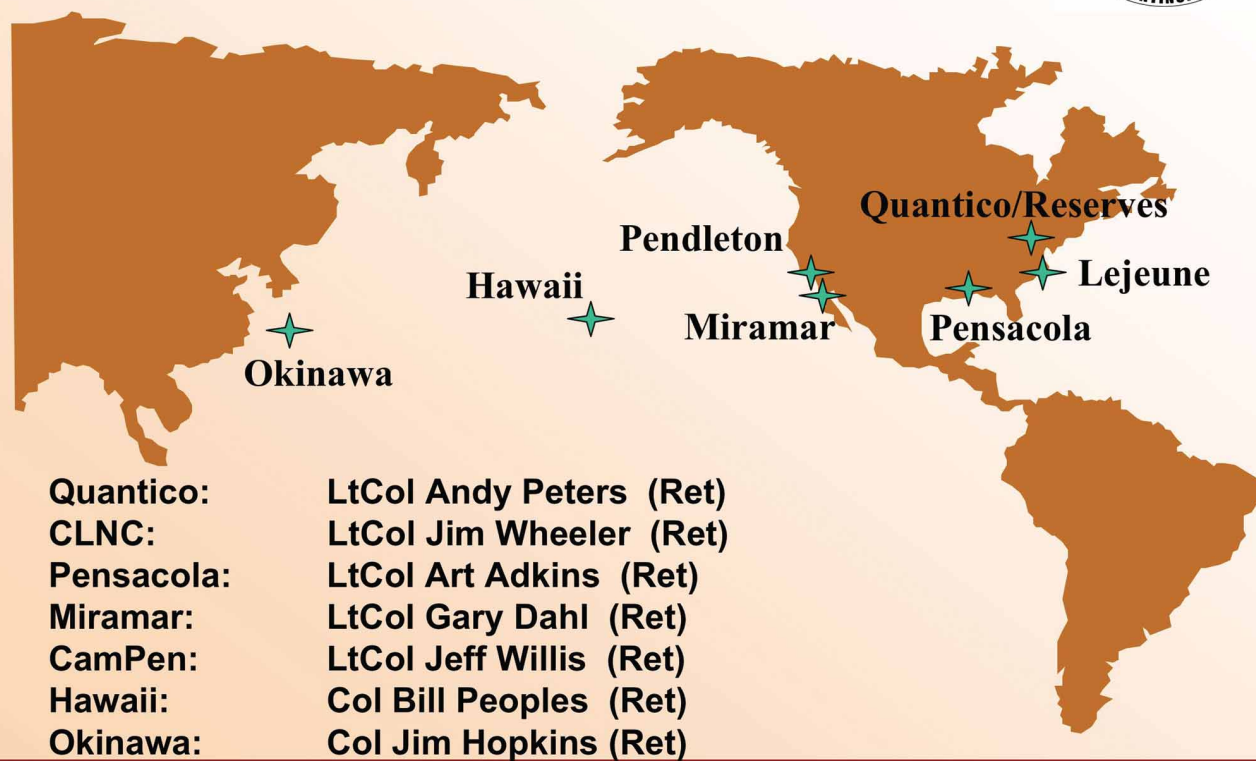 Quantico/Reserves
Pendleton
Lejeune
Hawaii
Miramar
Pensacola
Okinawa
Quantico: LtCol Andy Peters (Ret)
CLNC: LtCol Jim Wheeler (Ret)
Pensacola: LtCol Art Adkins (Ret)
Miramar: LtCol Gary Dahl (Ret)
CamPen: LtCol Jeff Willis (Ret)
Hawaii: Col Bill Peoples (Ret)
Okinawa: Col Jim Hopkins (Ret)